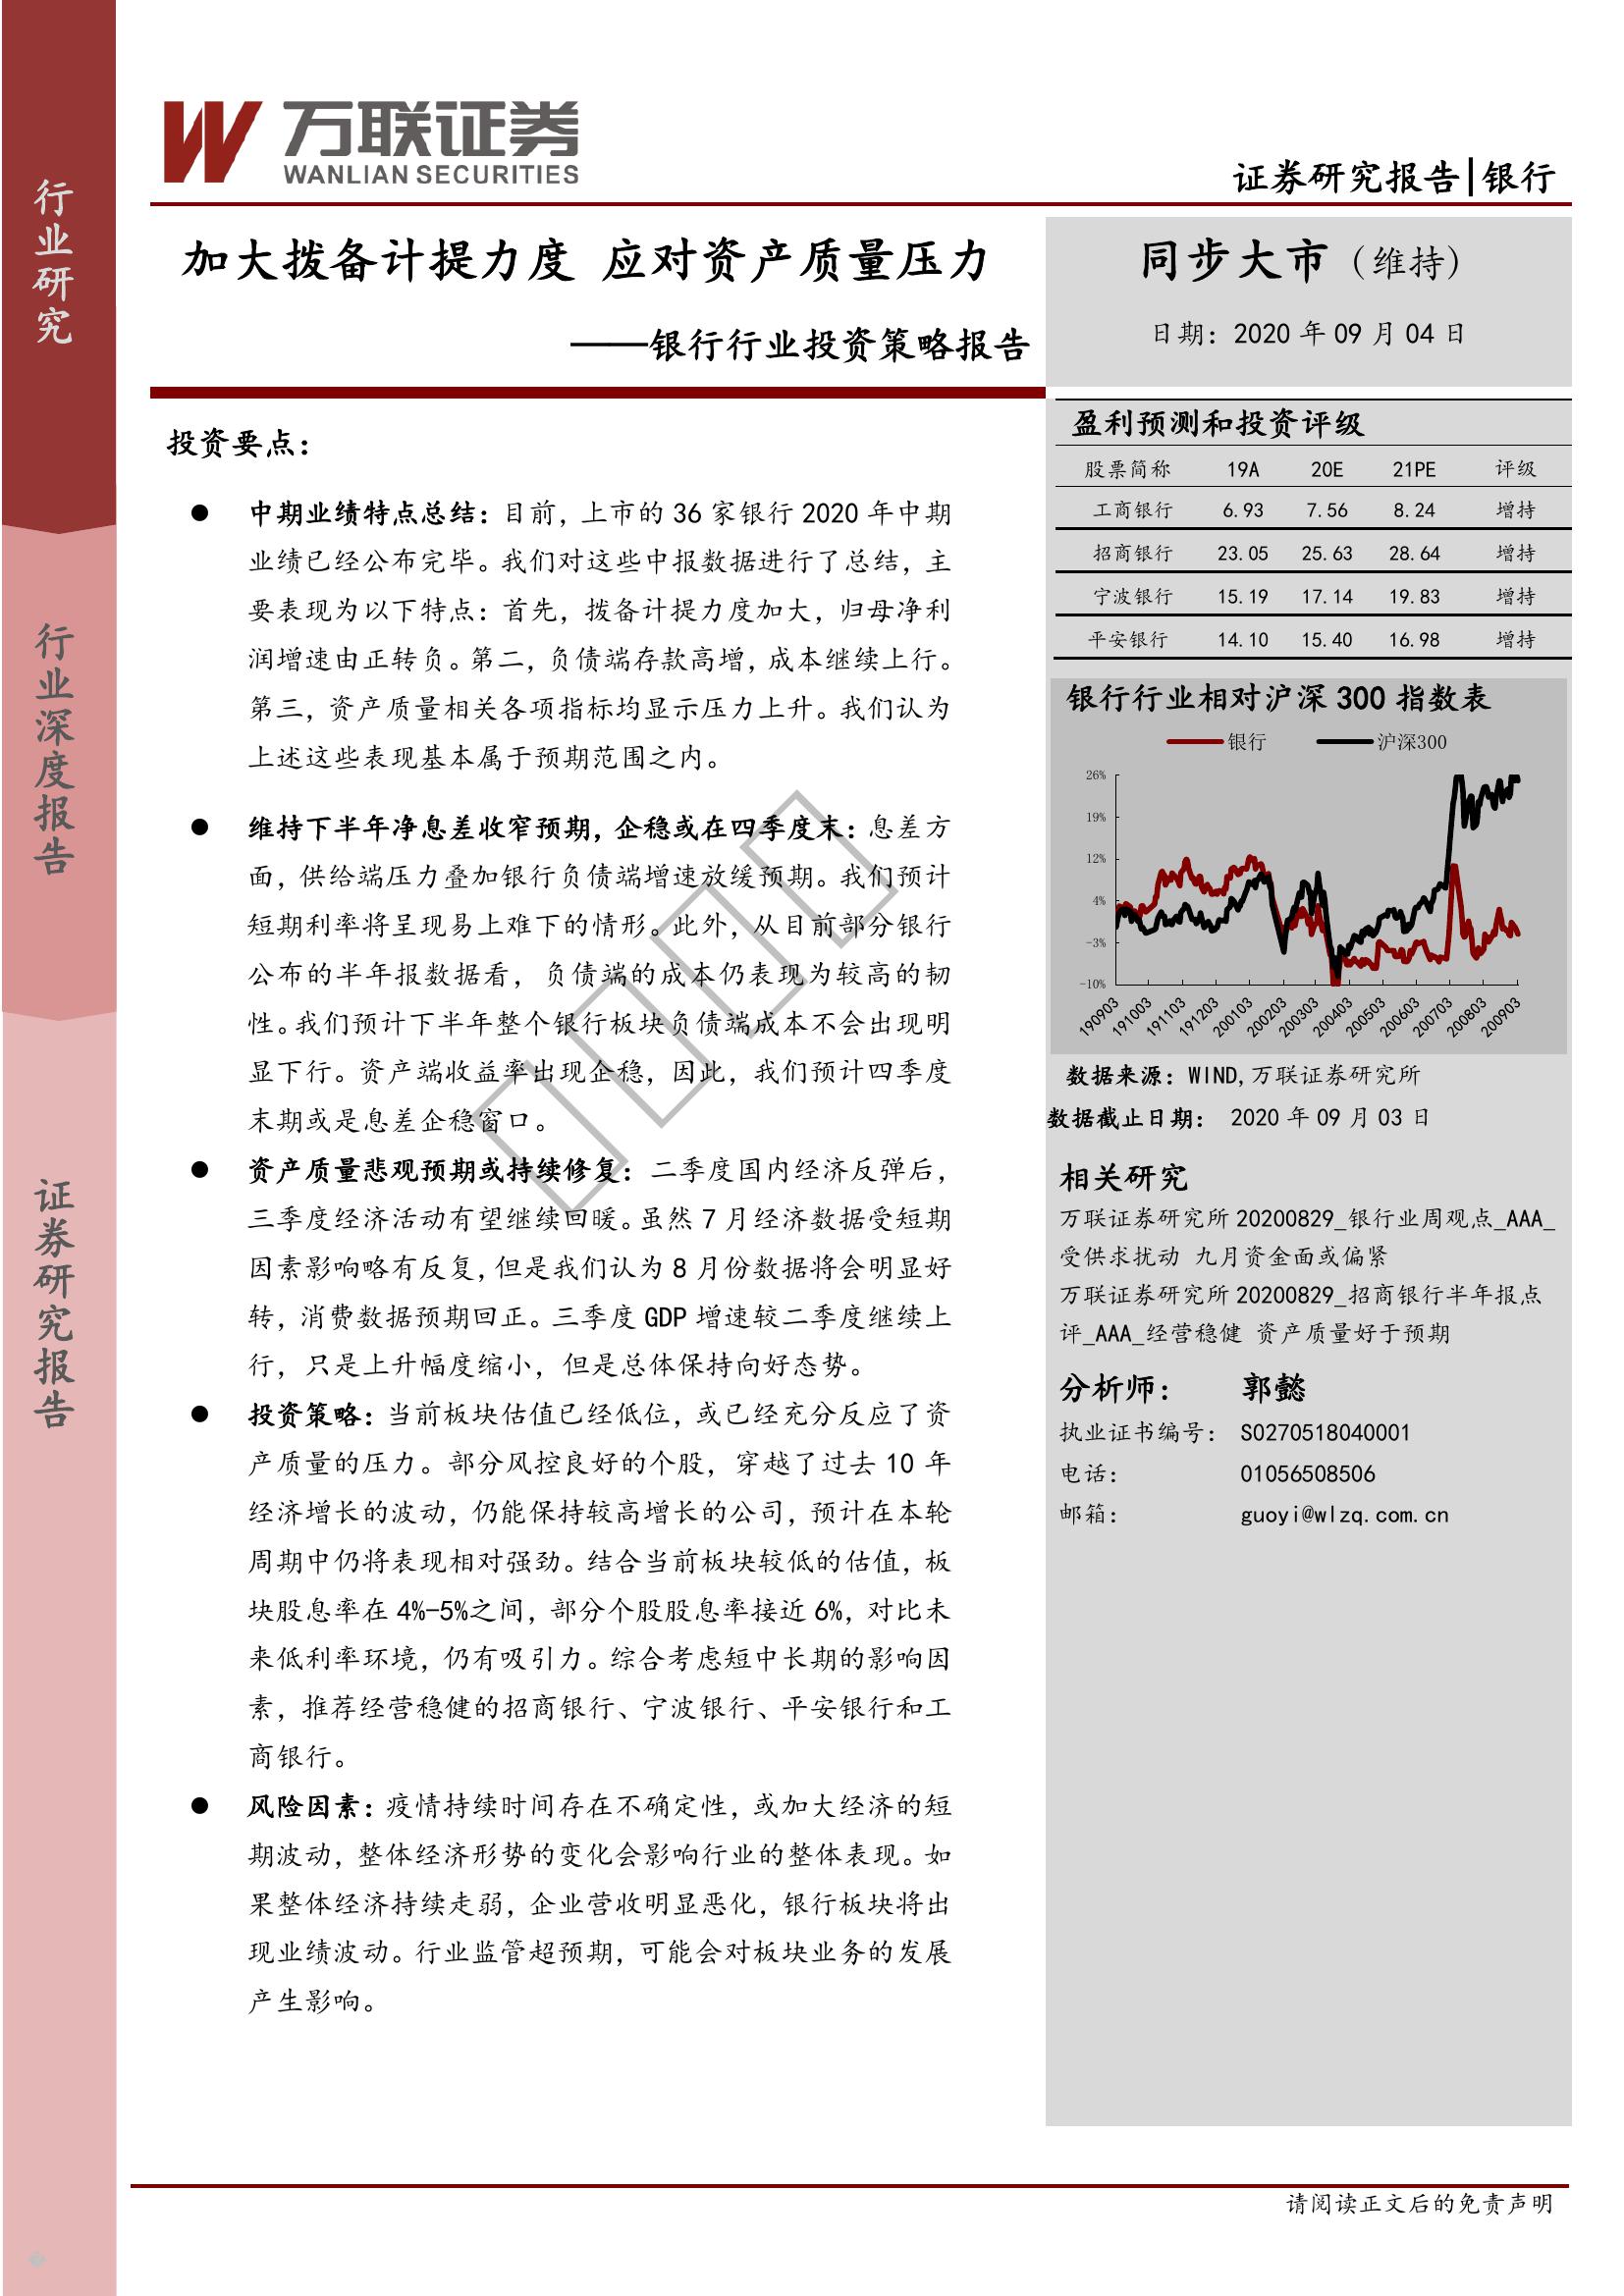 行业研究
行业深度报告
证券研究报告
万联证券
WANLIAN SECURITIES
证券研究报告|银行
加大拨备计提力度 应对资产质量压力
——银行行业投资策略报告
同步大市（维持）
日期：2020 年 09 月 04 日
投资要点：
● 中期业绩特点总结：目前，上市的 36 家银行 2020 年中期
业绩已经公布完毕。我们对这些中报数据进行了总结，主
要表现为以下特点：首先，拨备计提力度加大，归母净利
润增速由正转负。第二，负债端存款高增，成本继续上行。
第三，资产质量相关各项指标均显示压力上升。我们认为
上述这些表现基本属于预期范围之内。
● 维持下半年净息差收窄预期，企稳或在四季度末：息差方
面，供给端压力叠加银行负债端增速放缓预期。我们预计
短期利率将呈现易上难下的情形。此外，从目前部分银行
公布的半年报数据看，负债端的成本仍表现为较高的韧
性。我们预计下半年整个银行板块负债端成本不会出现明
显下行。资产端收益率出现企稳，因此，我们预计四季度
末期或是息差企稳窗口。
● 资产质量悲观预期或持续修复：二季度国内经济反弹后，
三季度经济活动有望继续回暖。虽然 7 月经济数据受短期
因素影响略有反复，但是我们认为 8 月份数据将会明显好
转，消费数据预期回正。三季度 GDP 增速较二季度继续上
行，只是上升幅度缩小，但是总体保持向好态势。
● 投资策略：当前板块估值已经低位，或已经充分反应了资
产质量的压力。部分风控良好的个股，穿越了过去 10 年
经济增长的波动，仍能保持较高增长的公司，预计在本轮
周期中仍将表现相对强劲。结合当前板块较低的估值，板
块股息率在 4%-5%之间，部分个股股息率接近 6%，对比未
来低利率环境，仍有吸引力。综合考虑短中长期的影响因
素，推荐经营稳健的招商银行、宁波银行、平安银行和工
商银行。
● 风险因素：疫情持续时间存在不确定性，或加大经济的短
期波动，整体经济形势的变化会影响行业的整体表现。如
果整体经济持续走弱，企业营收明显恶化，银行板块将出
现业绩波动。行业监管超预期，可能会对板块业务的发展
产生影响。
盈利预测和投资评级
股票简称 19A 20E 21PE 评级
工商银行 6.93 7.56 8.24 增持
招商银行 23.05 25.63 28.64 增持
宁波银行 15.19 17.14 19.83 增持
平安银行 14.10 15.40 16.98 增持
银行行业相对沪深 300 指数表
银行 沪深300
26%
19%
12%
4%
-3%
-10%
190903 191003 191103 191203 200103 200203 200303 200403 200503 200603 200703 200803 200903
数据来源：WIND,万联证券研究所
数据截止日期： 2020 年 09 月 03 日
相关研究
万联证券研究所 20200829_银行业周观点_AAA_
受供求扰动 九月资金面或偏紧
万联证券研究所 20200829_招商银行半年报点
评_AAA_经营稳健 资产质量好于预期
分析师： 郭懿
执业证书编号： S0270518040001
电话： 01056508506
邮箱： guoyi@wlzq.com.cn
请阅读正文后的免责声明